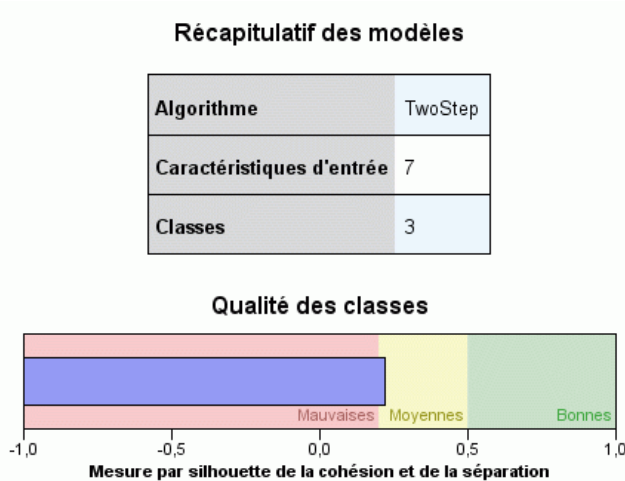 Récapitulatif des modèles
Algorithme TwoStep
Caractéristiques d'entrée 7
Classes 3
Qualité des classes
Mauvaises Moyennes Bonnes
-1,0 -0,5 0,0 0,5 1,0
Mesure par silhouette de la cohésion et de la séparation